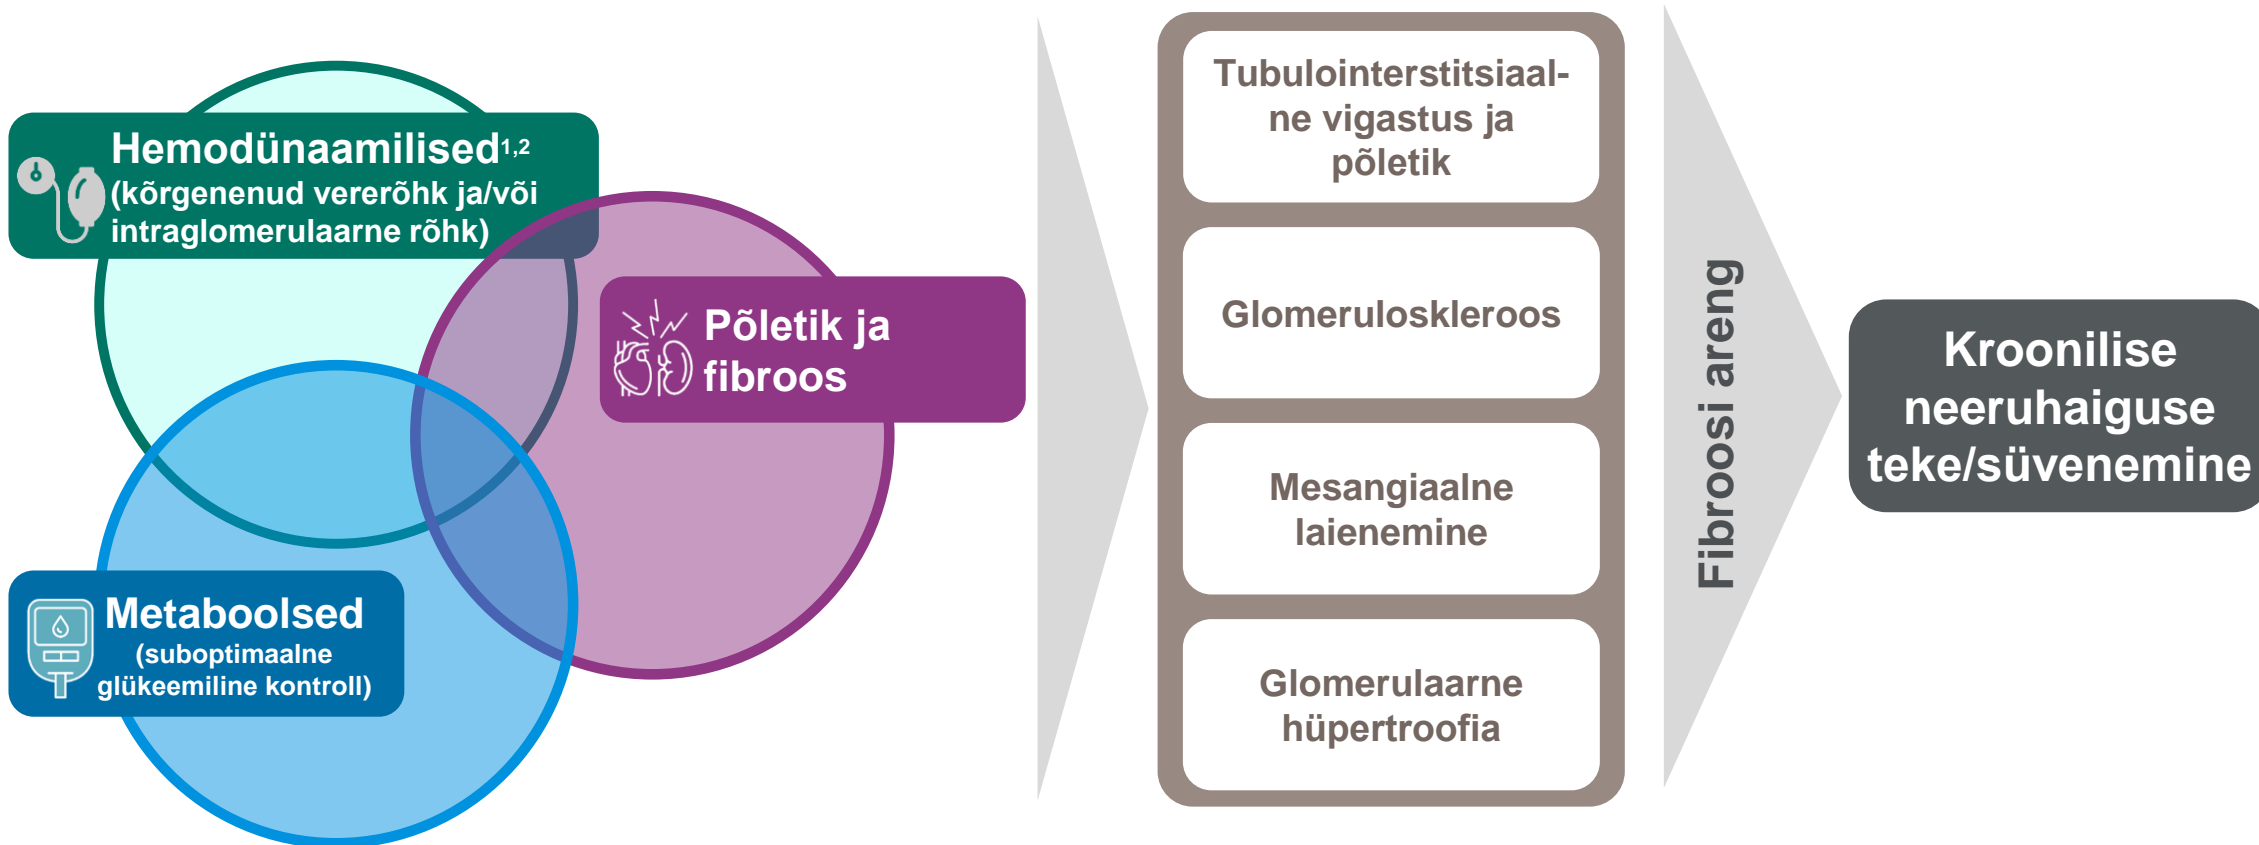 Hemodünaamilised1,2
(kõrgenenud vererõhk ja/või
intraglomerulaarne rõhk)
Põletik ja
fibroos
Metaboolsed
(suboptimaalne
glükeemiline kontroll)
Tubulointerstitsiaal-
ne vigastus ja
põletik
Glomeruloskleroos
Mesangiaalne
laienemine
Glomerulaarne
hüpertroofia
Fibroosi areng
Kroonilise
neeruhaiguse
teke/süvenemine